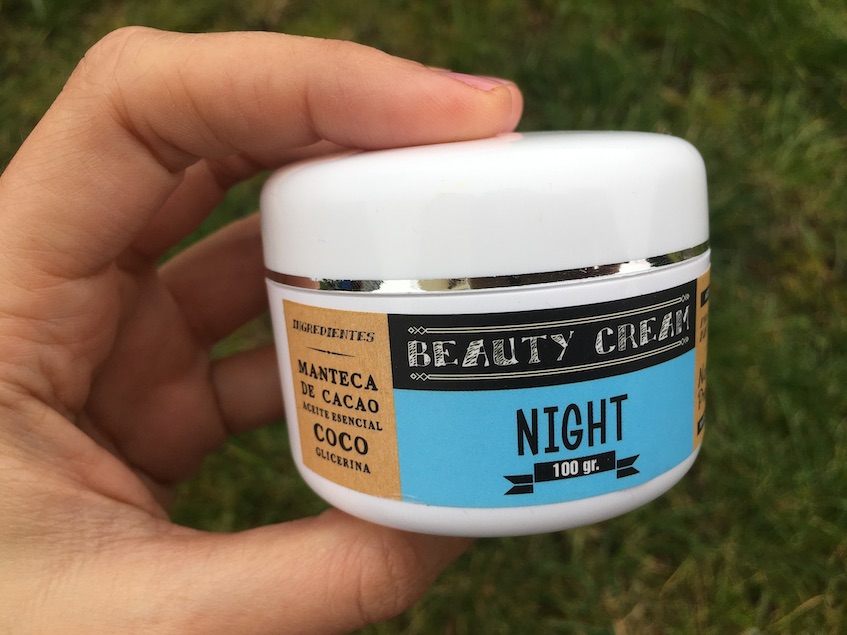 INGREDIENTES
MANTECA
DE CACAO
ACEITE ESENCIAL
COCO
GLICERINA
BEAUTY CREAM
NIGHT
100 gr.